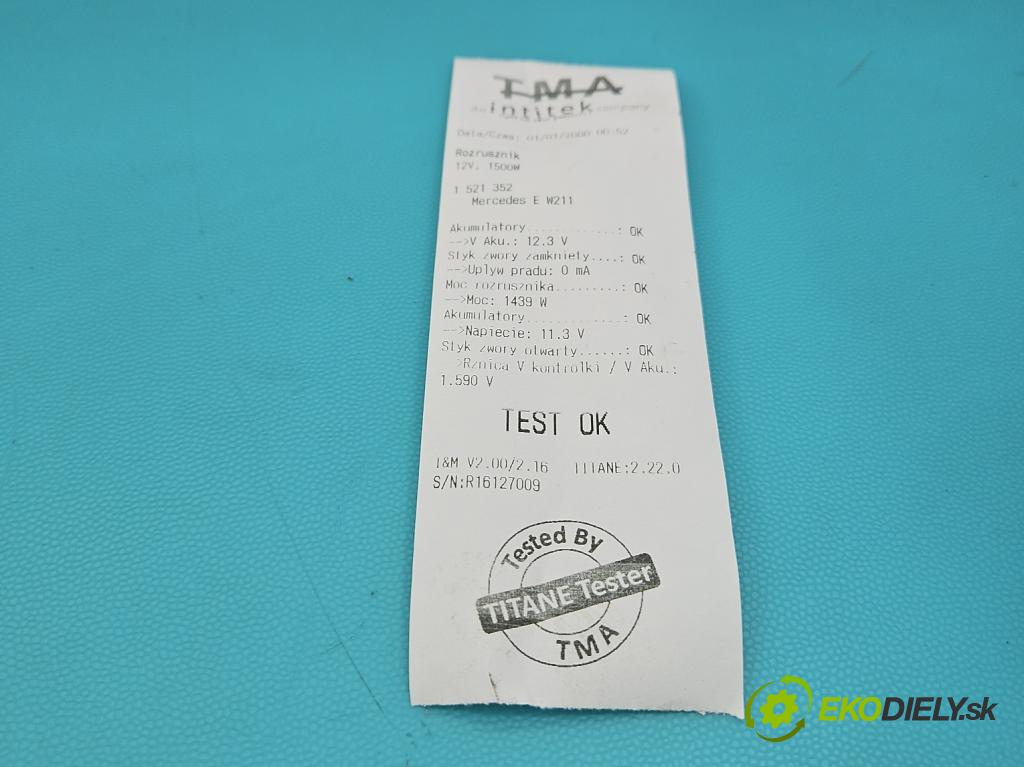 TMA
An intitek company
Data/Czas: 01/01/2000 00:52
Rozrusznik
12V, 1500W
1 521 352
Mercedes E W211
Akumulatory.............: OK
-->V Aku.: 12.3 V
Styk zwory zamkniety....: OK
-->Uplyw pradu: 0 mA
Moc rozrusznika.........: OK
-->Moc: 1439 W
Akumulatory.............: OK
-->Napiecie: 11.3 V
Styk zwory otwarty......: OK
->Rznica V kontrolki / V Aku.:
1.590 V
TEST OK
I&M V2.00/2.16 TITANE:2.22.0
S/N:R16127009
Tested By
TITANE Tester
TMA
EKODIELY.sk